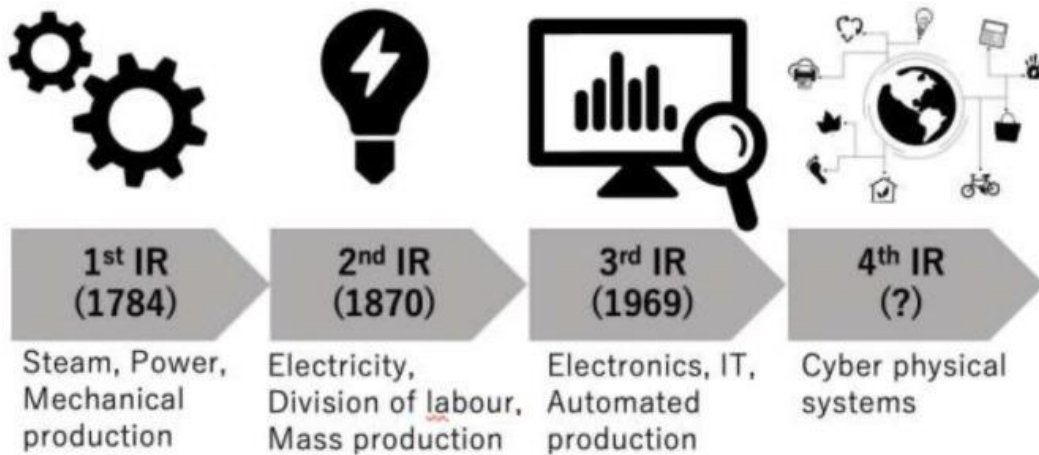 1st IR
(1784)
Steam, Power,
Mechanical
production
2nd IR
(1870)
Electricity,
Division of labour,
Mass production
3rd IR
(1969)
Electronics, IT,
Automated
production
4th IR
(?)
Cyber physical
systems